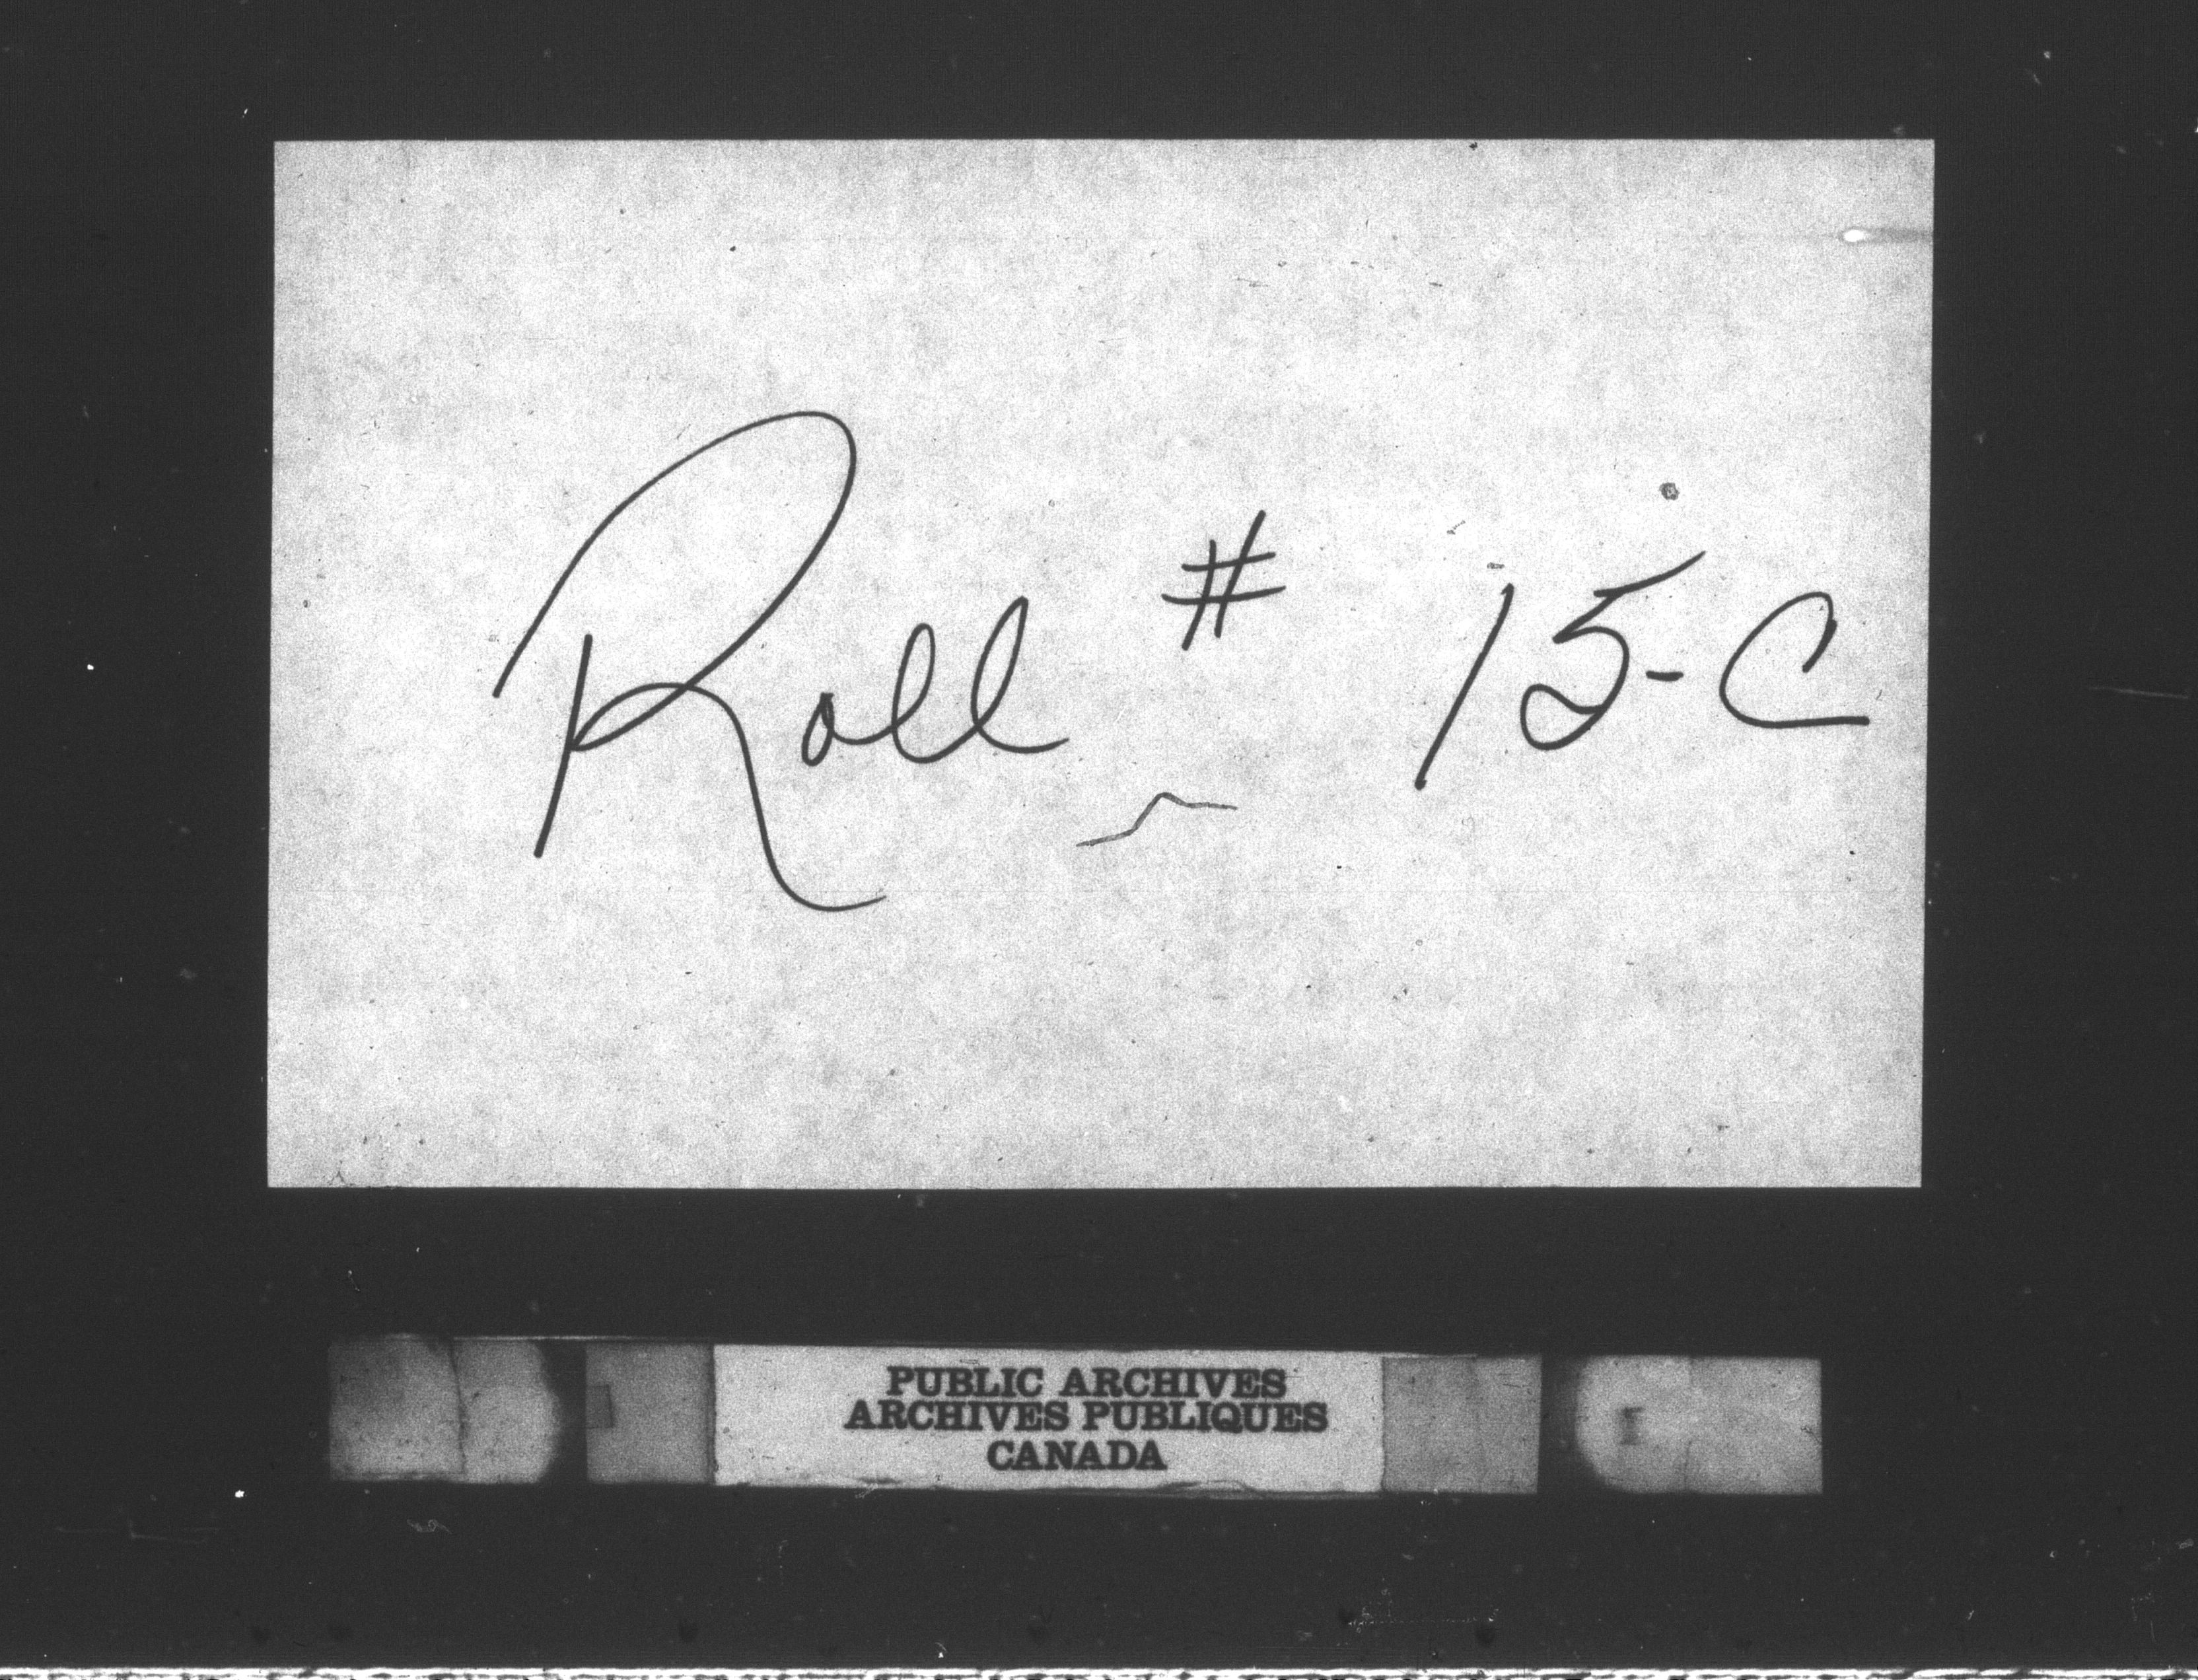 Roll # 15-C
PUBLIC ARCHIVES
ARCHIVES PUBLIQUES
CANADA